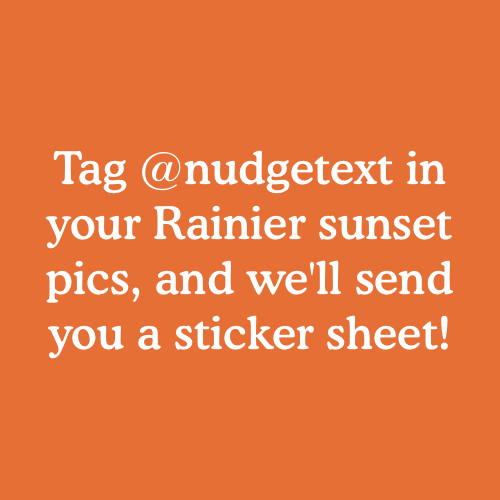 Tag @nudgetext in
your Rainier sunset
pics, and we'll send
you a sticker sheet!